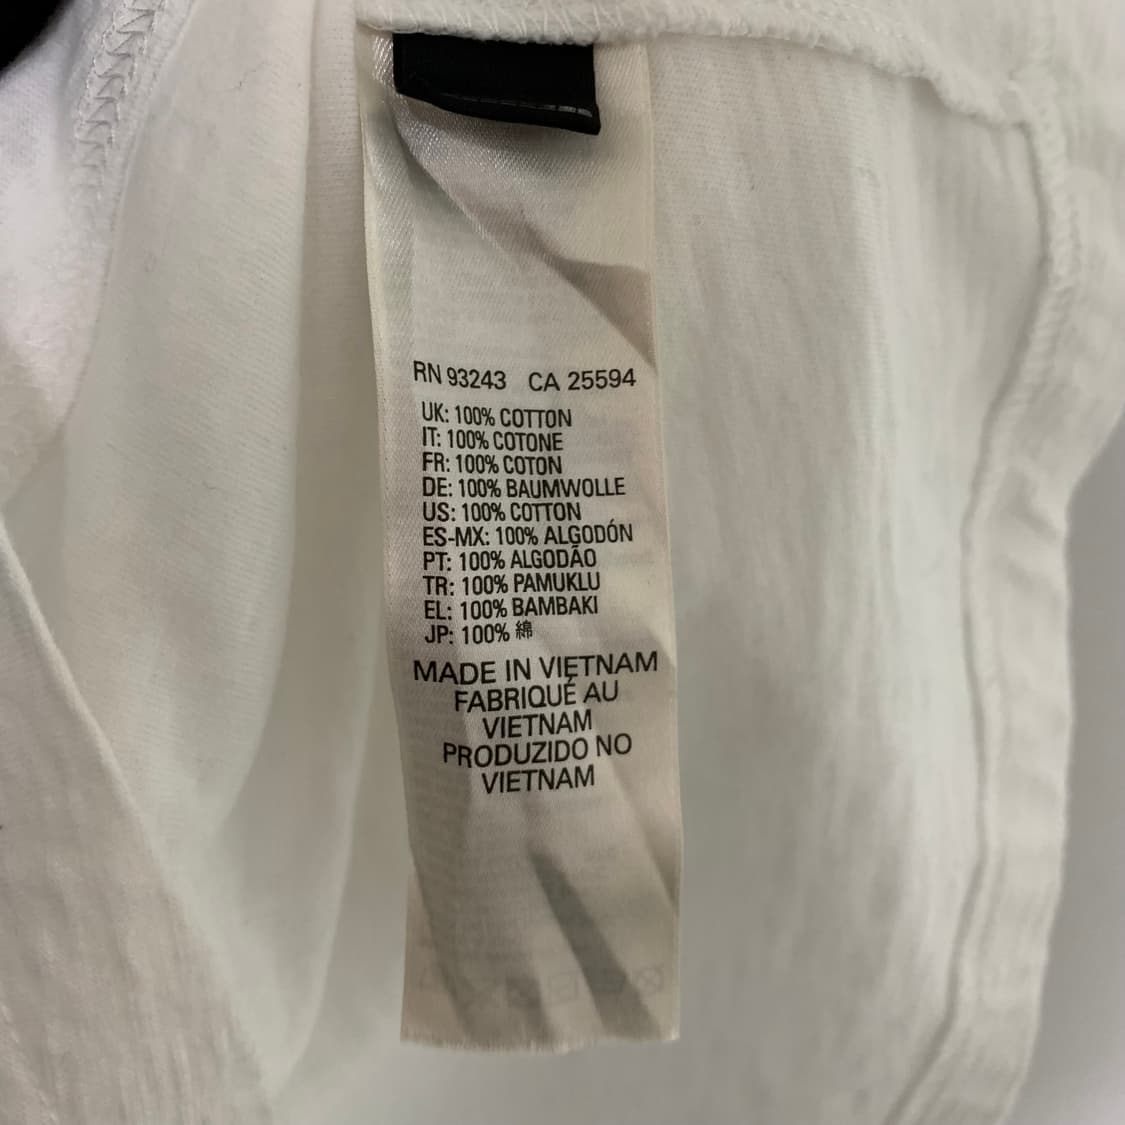 RN 93243 CA 25594
UK: 100% COTTON
IT: 100% COTONE
FR: 100% COTON
DE: 100% BAUMWOLLE
US: 100% COTTON
ES-MX: 100% ALGODÓN
PT: 100% ALGODÃO
TR: 100% PAMUKLU
EL: 100% BAMBAKI
JP: 100% 綿
MADE IN VIETNAM
FABRIQUÉ AU
VIETNAM
PRODUZIDO NO
VIETNAM